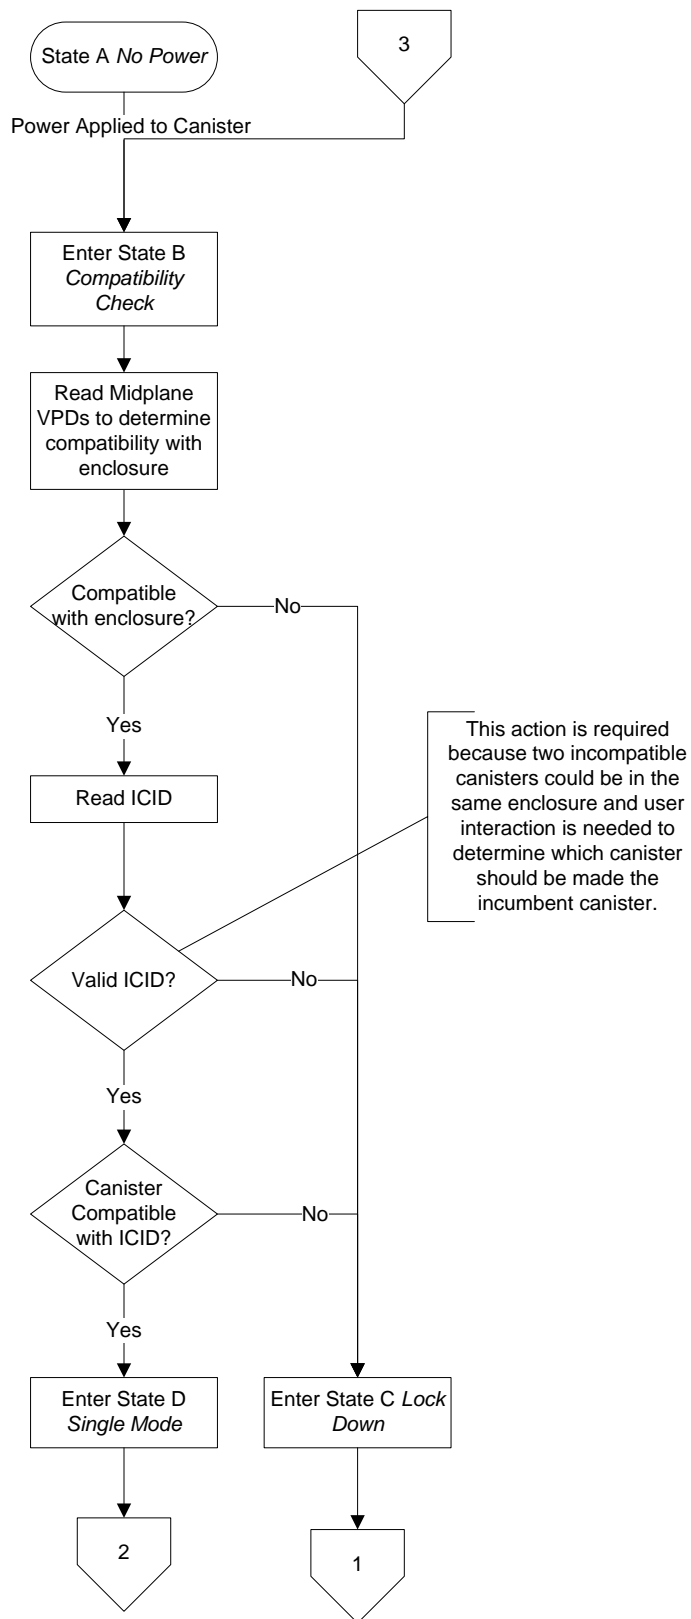 State A No Power
3
Power Applied to Canister
Enter State B
Compatibility
Check
Read Midplane
VPDs to determine
compatibility with
enclosure
Compatible
with enclosure?
No
Yes
This action is required
because two incompatible
canisters could be in the
same enclosure and user
interaction is needed to
determine which canister
should be made the
incumbent canister.
Read ICID
Valid ICID?
No
Yes
Canister
Compatible
with ICID?
No
Yes
Enter State D
Single Mode
Enter State C Lock
Down
2
1